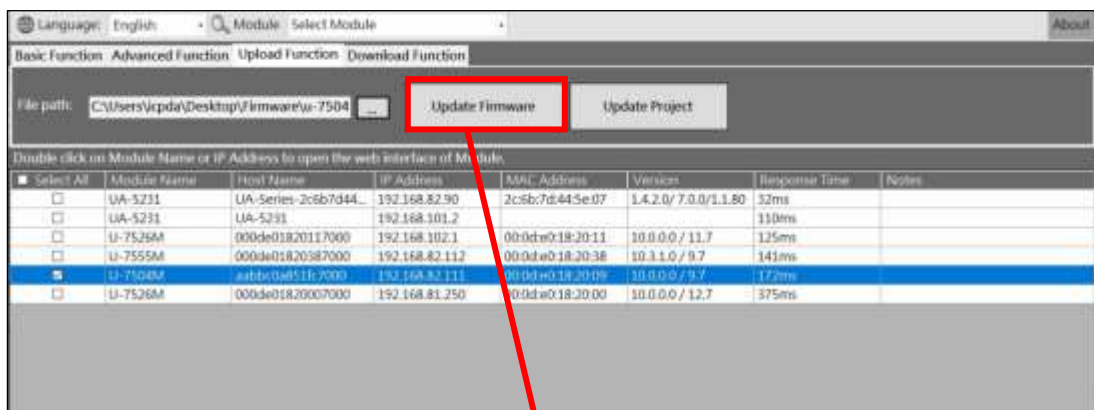 Language: English Module Select Module About
Basic Function Advanced Function Upload Function Download Function
File path: C:\Users\icpda\Desktop\Firmware\u-7504 ... Update Firmware Update Project
Double click on Module Name or IP Address to open the web interface of Module.
Select All Module Name Host Name IP Address MAC Address Version Response Time Notes
UA-5231 UA-Series-2c6b7d44... 192.168.82.90 2c:6b:7d:44:5e:07 1.4.2.0/ 7.0.0/1.1.80 32ms
UA-5231 UA-5231 192.168.101.2 110ms
U-7526M 000de01820117000 192.168.102.1 00:0d:e0:18:20:11 10.0.0.0 / 11.7 125ms
U-7555M 000de01820387000 192.168.82.112 00:0d:e0:18:20:38 10.3.1.0 / 9.7 141ms
U-7504M 192.168.82.111 00:0d:e0:18:20:09 10.0.0.0 / 9.7 172ms
U-7526M 000de01820007000 192.168.81.250 00:0d:e0:18:20:00 10.0.0.0 / 12.7 375ms